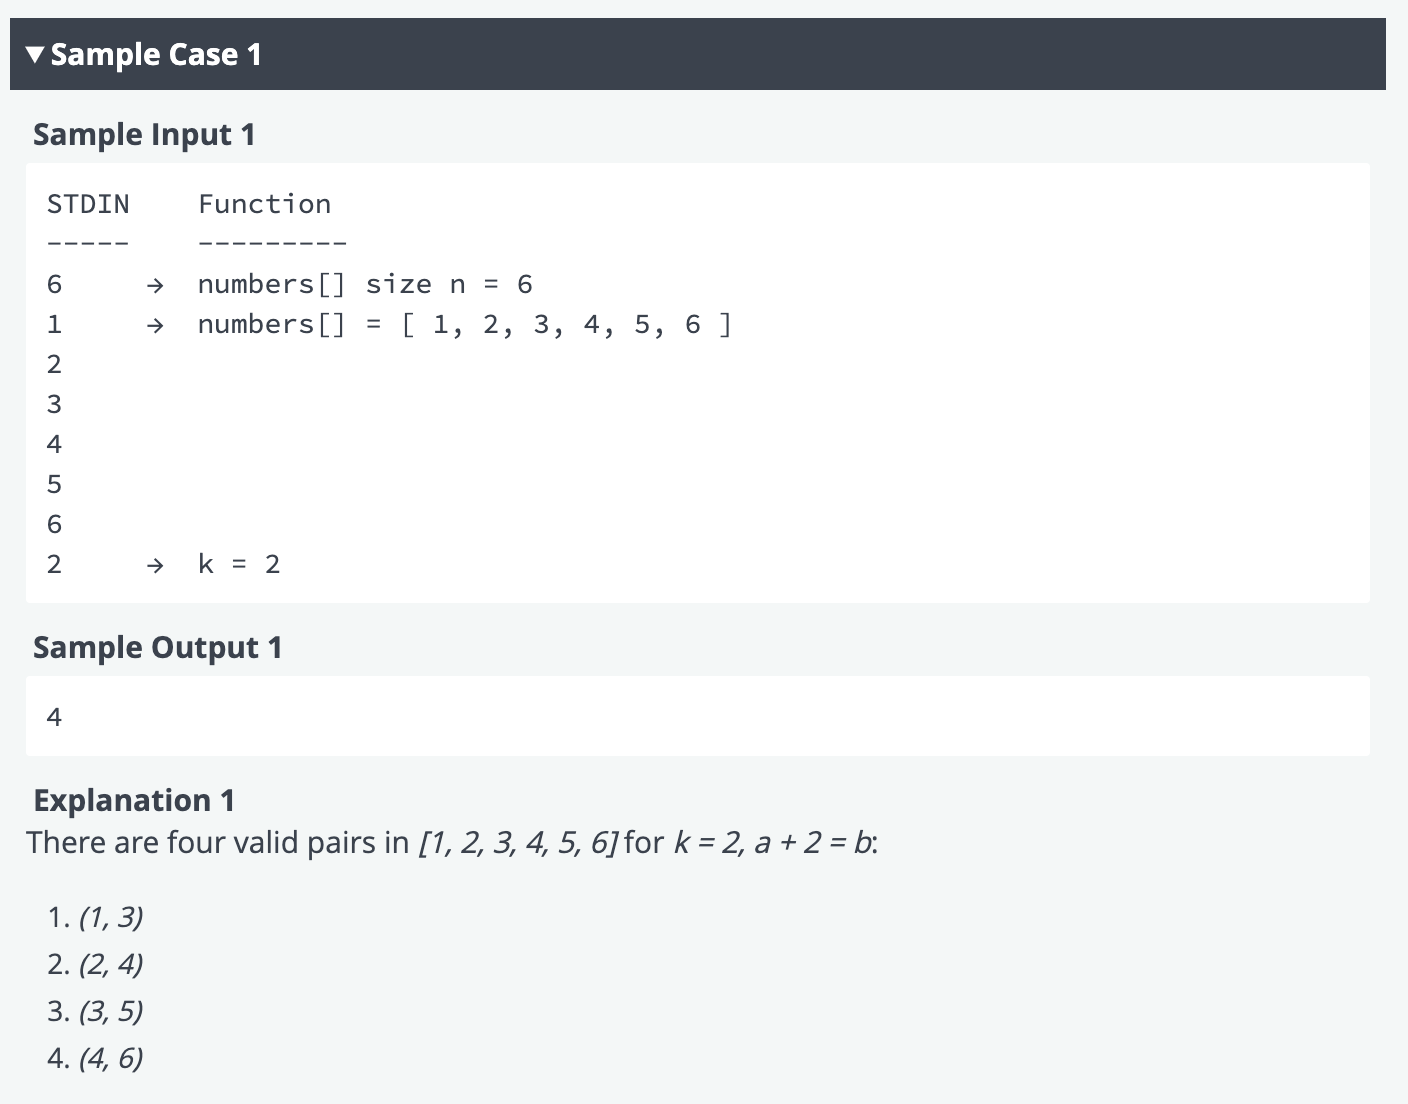 ▼ Sample Case 1
Sample Input 1
STDIN    Function
-----    ---------
6     →  numbers[] size n = 6
1     →  numbers[] = [ 1, 2, 3, 4, 5, 6 ]
2
3
4
5
6
2     →  k = 2
Sample Output 1
4
Explanation 1
There are four valid pairs in [1, 2, 3, 4, 5, 6] for k = 2, a + 2 = b:
1. (1, 3)
2. (2, 4)
3. (3, 5)
4. (4, 6)